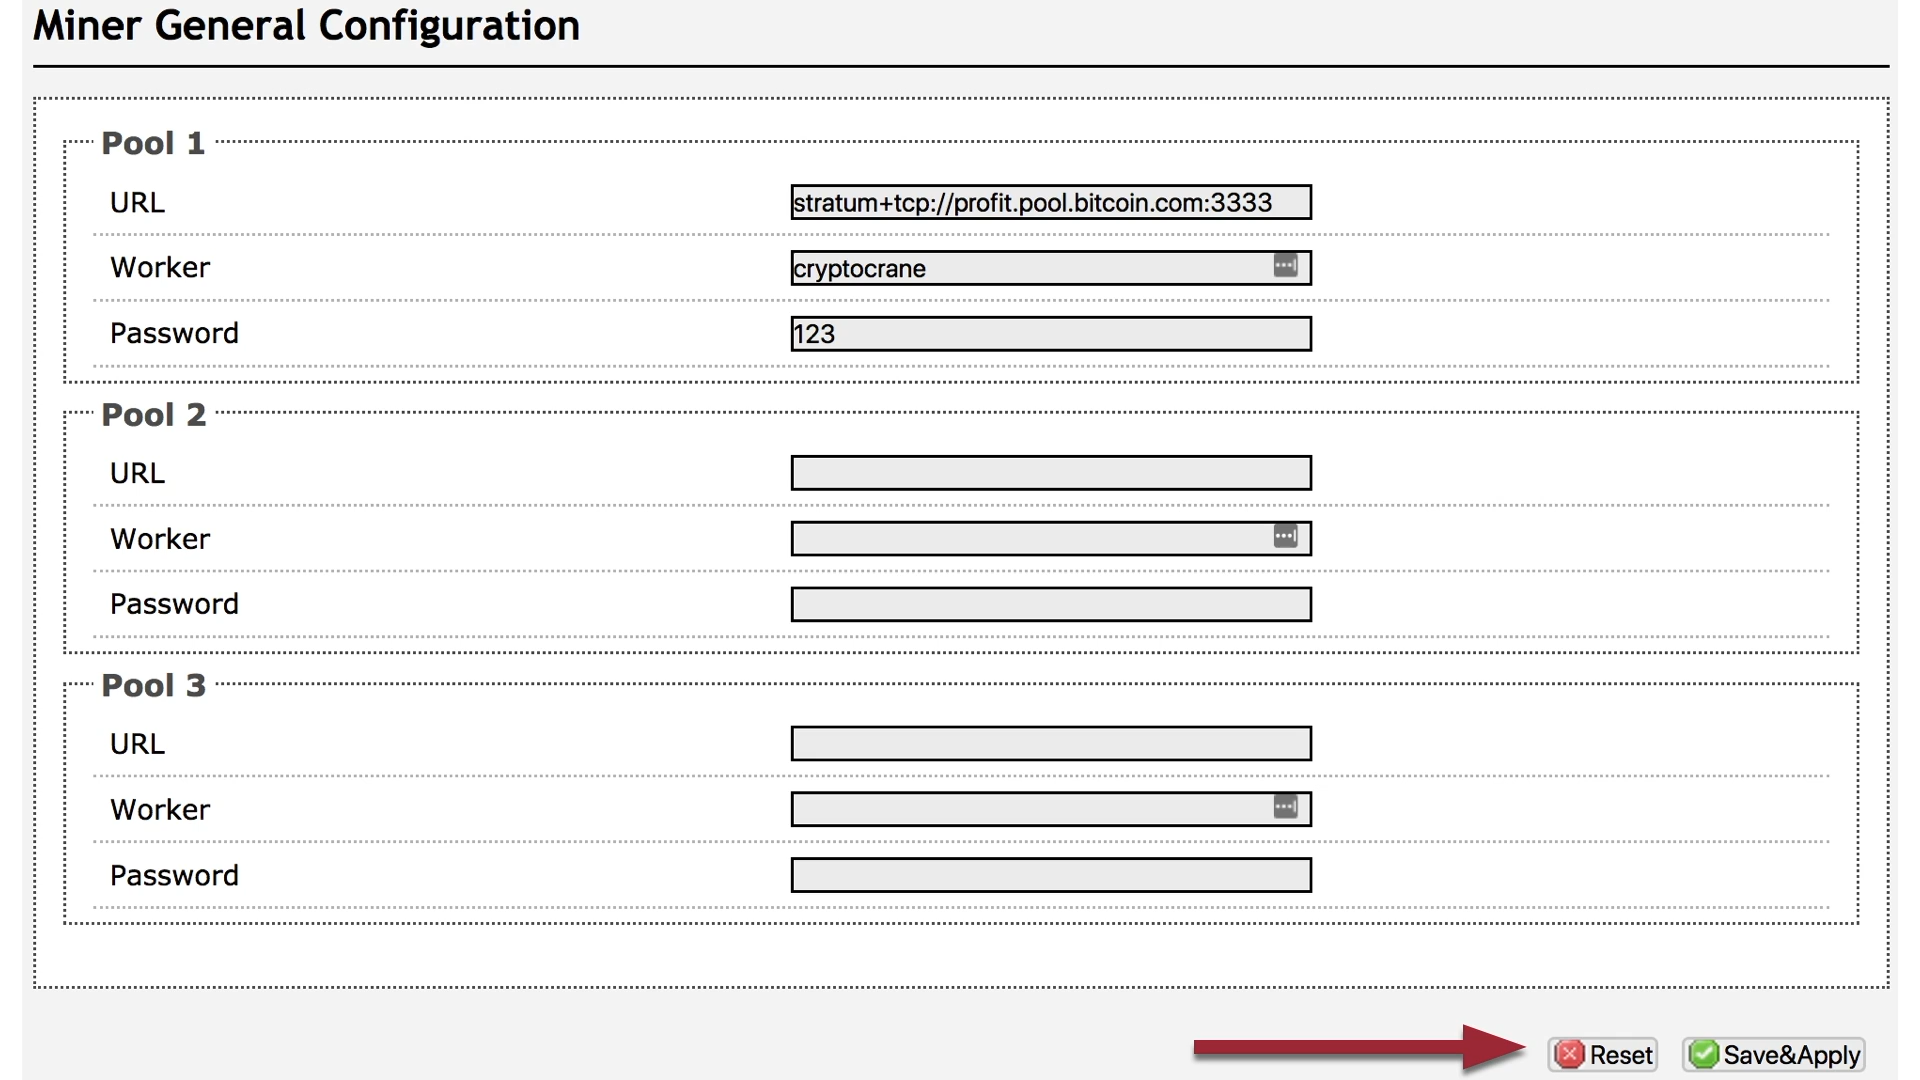 Miner General Configuration
Pool 1
URL stratum+tcp://profit.pool.bitcoin.com:3333
Worker cryptocrane
Password 123
Pool 2
URL
Worker
Password
Pool 3
URL
Worker
Password
Reset Save&Apply